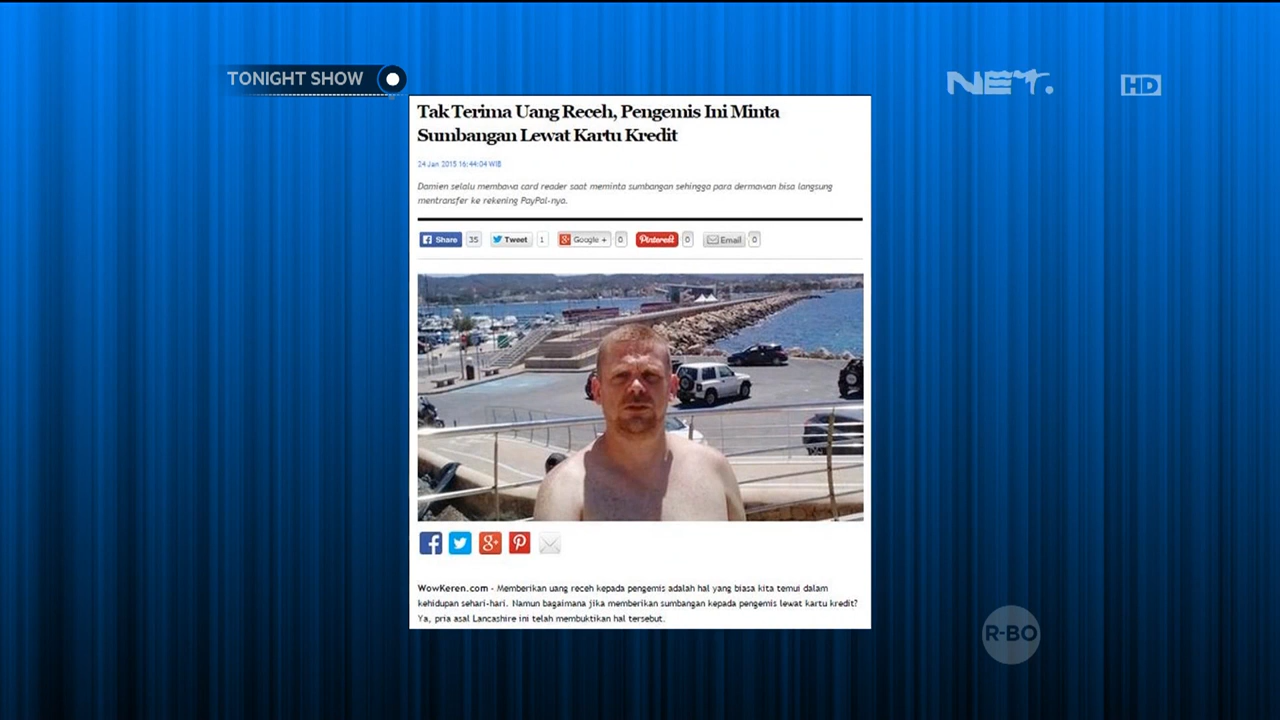 TONIGHT SHOW
NET.
HD
Tak Terima Uang Receh, Pengemis Ini Minta
Sumbangan Lewat Kartu Kredit
24 Jan 2015 16:44:04 WIB
Damien selalu membawa card reader saat meminta sumbangan sehingga para dermawan bisa langsung
mentransfer ke rekening PayPal-nya.
Share 35 Tweet 1 Google + 0 Pinterest 0 Email 0
WowKeren.com - Memberikan uang receh kepada pengemis adalah hal yang biasa kita temui dalam
kehidupan sehari-hari. Namun bagaimana jika memberikan sumbangan kepada pengemis lewat kartu kredit?
Ya, pria asal Lancashire ini telah membuktikan hal tersebut.
R-BO